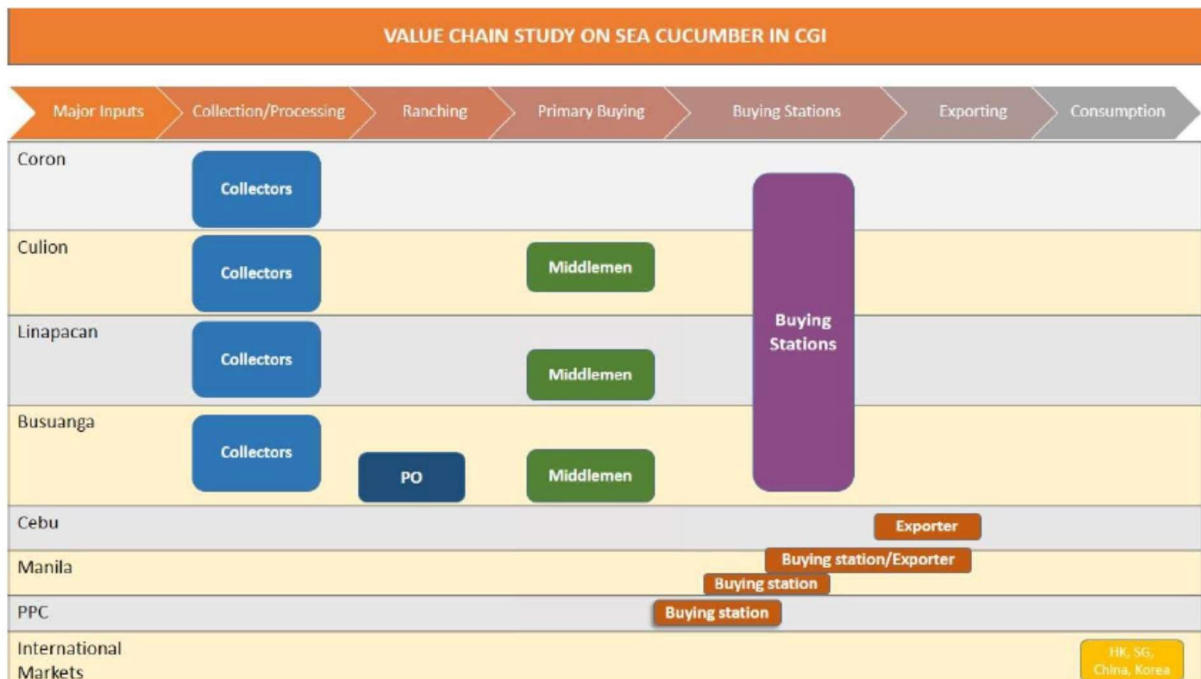 VALUE CHAIN STUDY ON SEA CUCUMBER IN CGI
Major Inputs
Collection/Processing
Ranching
Primary Buying
Buying Stations
Exporting
Consumption
Coron
Collectors
Culion
Collectors
Middlemen
Linapacan
Collectors
Middlemen
Buying
Stations
Busuanga
Collectors
PO
Middlemen
Cebu
Exporter
Manila
Buying station/Exporter
Buying station
PPC
Buying station
International
Markets
HK, SG,
China, Korea